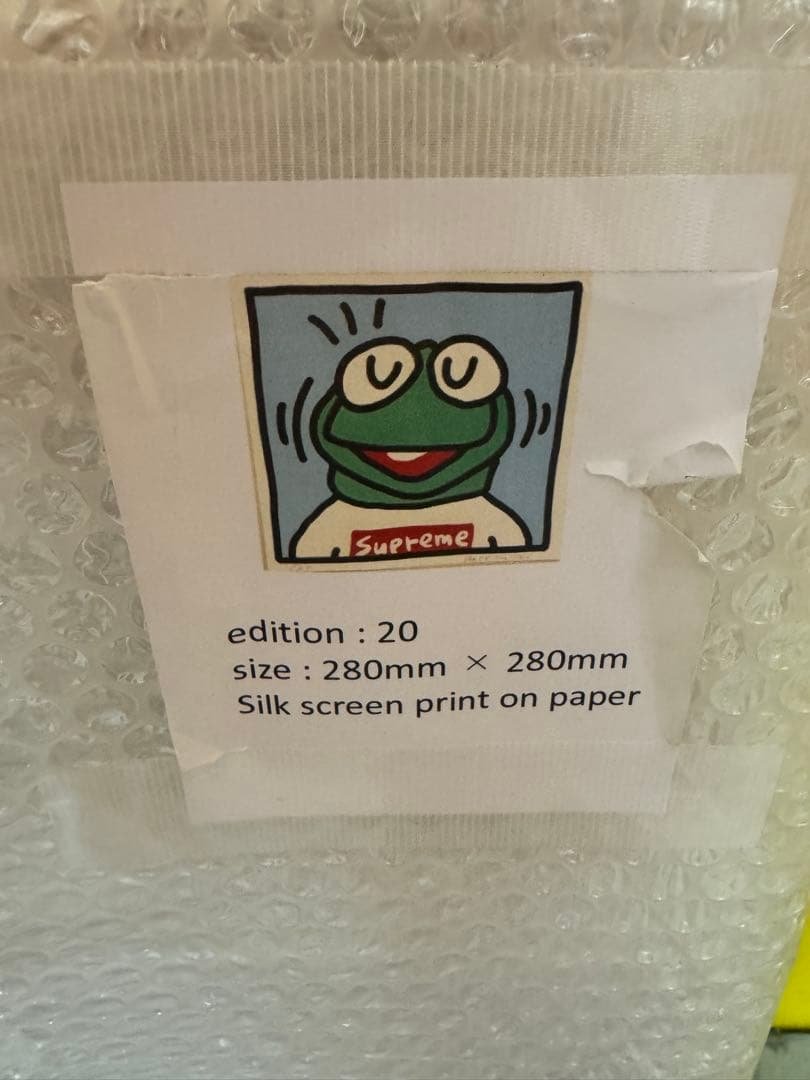 Supreme
edition : 20
size : 280mm × 280mm
Silk screen print on paper